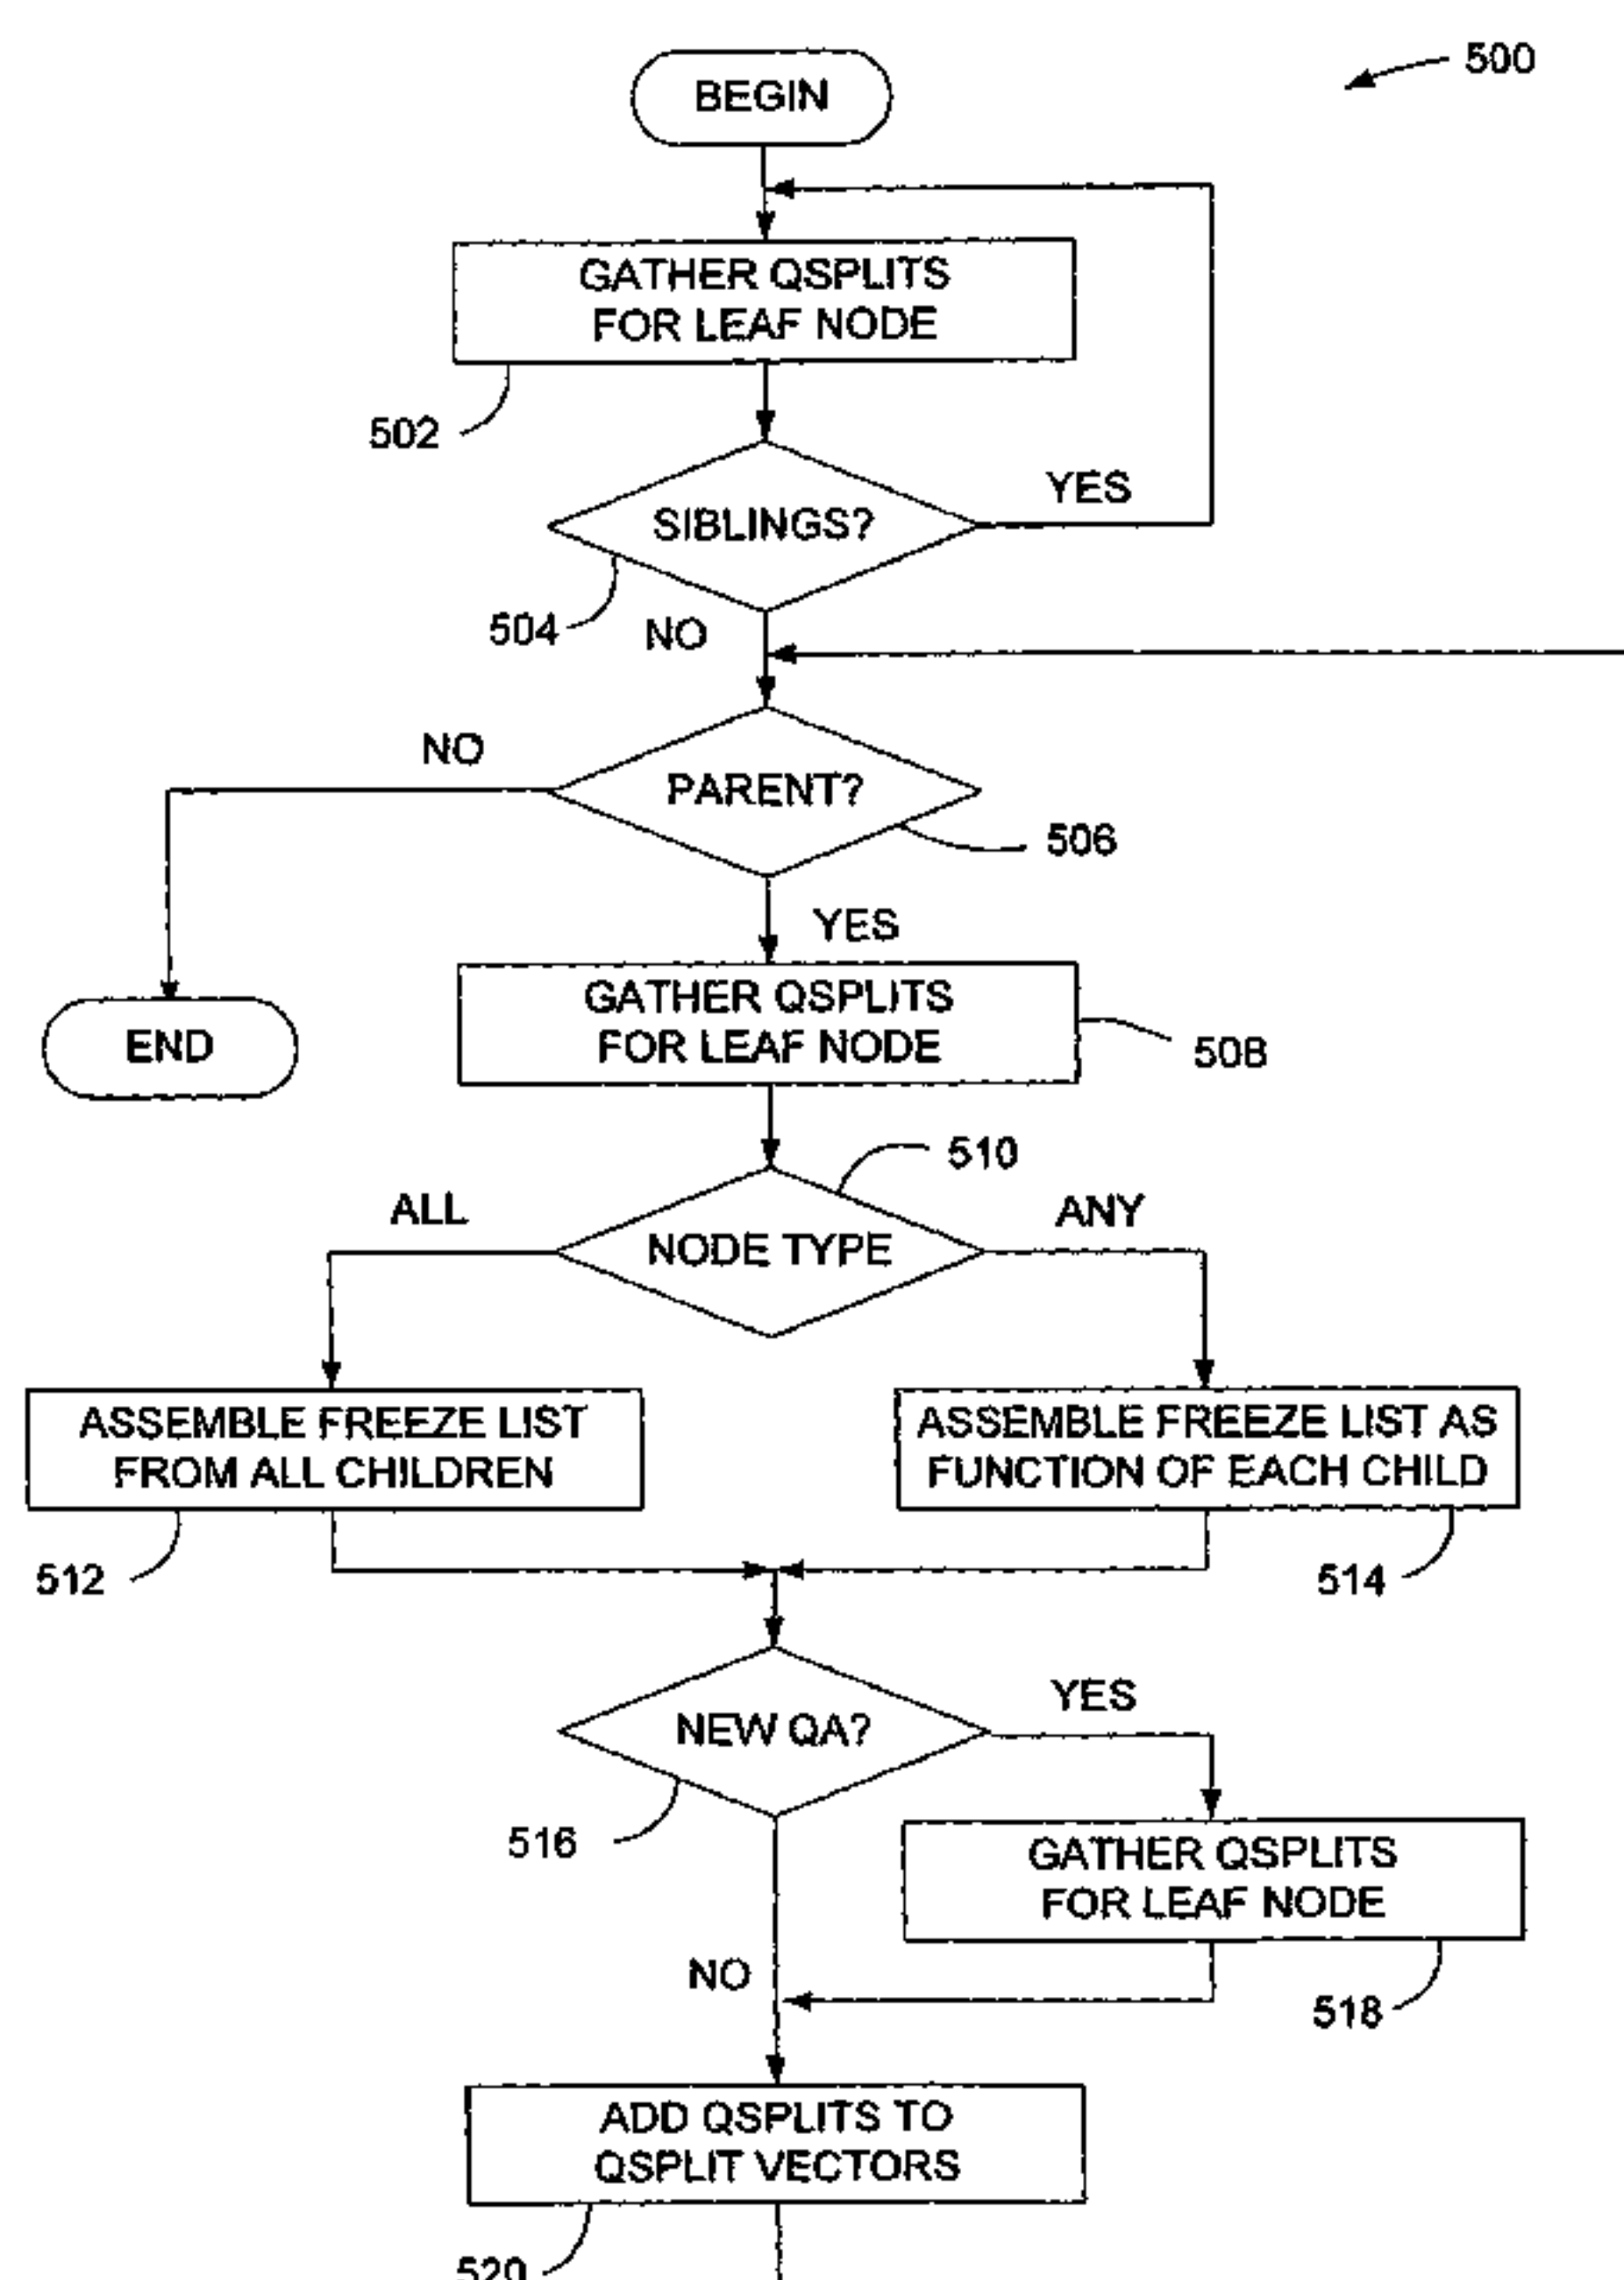 500
BEGIN
GATHER QSPLITS
FOR LEAF NODE
502
YES
SIBLINGS?
504
NO
NO
PARENT?
506
YES
GATHER QSPLITS
FOR LEAF NODE
508
END
510
ALL
ANY
NODE TYPE
ASSEMBLE FREEZE LIST
FROM ALL CHILDREN
ASSEMBLE FREEZE LIST AS
FUNCTION OF EACH CHILD
512
514
YES
NEW QA?
516
GATHER QSPLITS
FOR LEAF NODE
NO
518
ADD QSPLITS TO
QSPLIT VECTORS
520